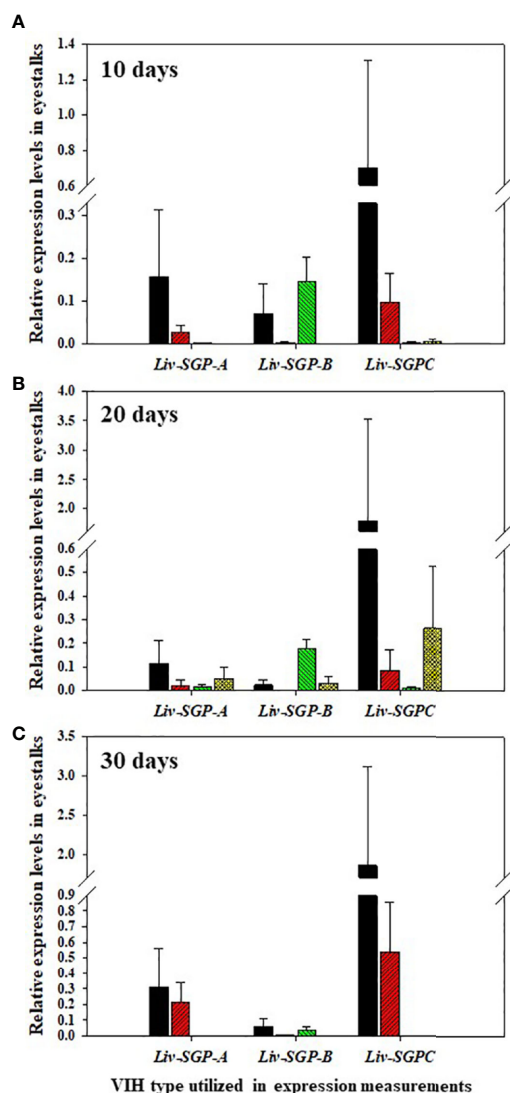 A
10 days
Relative expression levels in eyestalks
1.4
1.2
1.0
0.8
0.6
0.3
0.2
0.1
0.0
Liv-SGP-A Liv-SGP-B Liv-SGPC
B
20 days
Relative expression levels in eyestalks
4.0
3.5
3.0
2.5
2.0
0.6
0.5
0.4
0.3
0.2
0.1
0.0
Liv-SGP-A Liv-SGP-B Liv-SGPC
C
30 days
Relative expression levels in eyestalks
3.5
3.0
2.5
2.0
0.9
0.8
0.7
0.6
0.5
0.4
0.3
0.2
0.1
0.0
Liv-SGP-A Liv-SGP-B Liv-SGPC
VIH type utilized in expression measurements